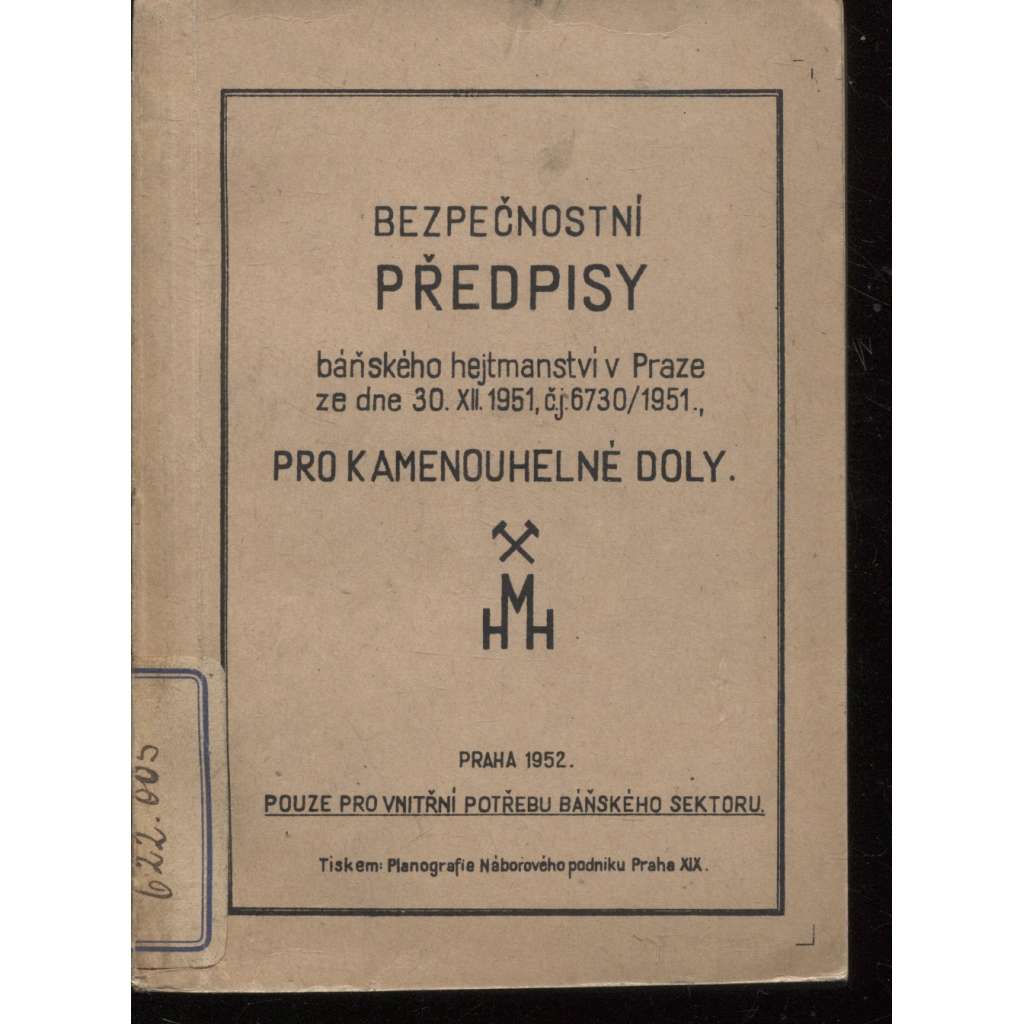 BEZPEČNOSTNÍ
PŘEDPISY
báňského hejtmanství v Praze
ze dne 30. XII. 1951, č.j. 6730/1951.,
PRO KAMENOUHELNÉ DOLY.
HMH
PRAHA 1952.
POUZE PRO VNITŘNÍ POTŘEBU BÁŇSKÉHO SEKTORU.
Tiskem: Planografie Náborového podniku Praha XIX.
622.005